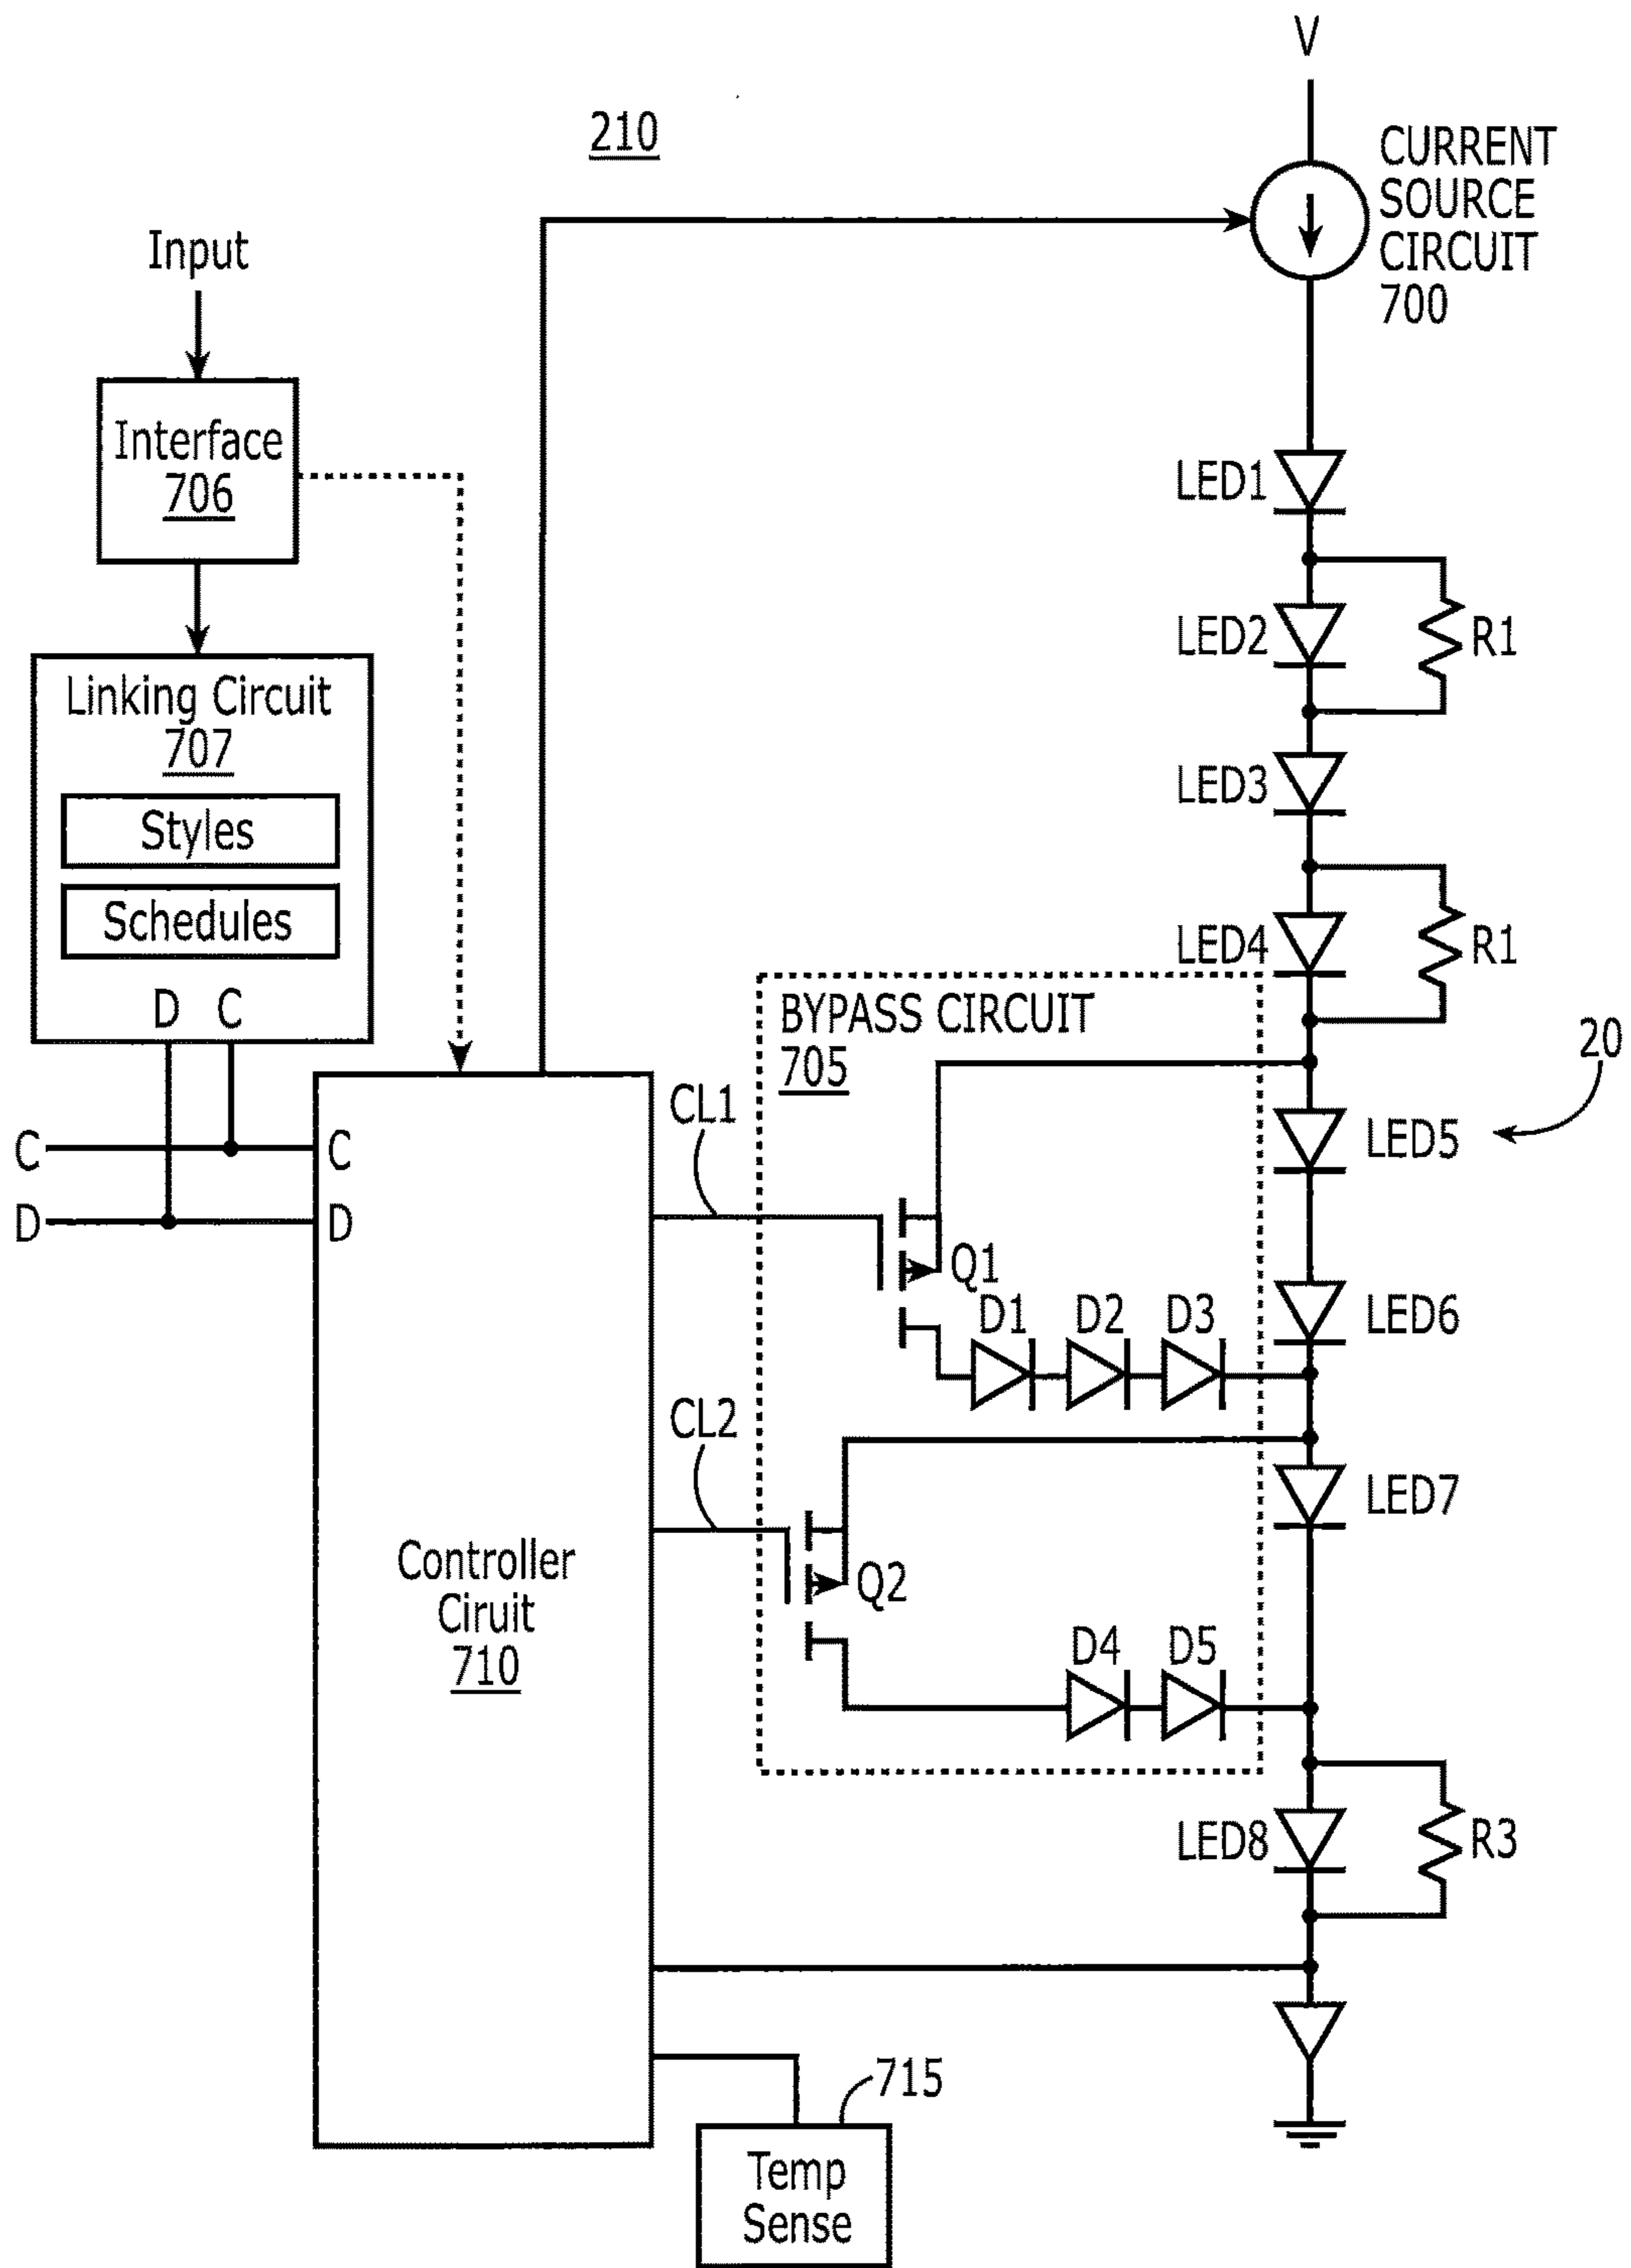 V
210
CURRENT
SOURCE
CIRCUIT
700
Input
Interface
706
LED1
LED2
R1
Linking Circuit
707
Styles
Schedules
D C
LED3
LED4
R1
BYPASS CIRCUIT
705
20
CL1
LED5
C
C
D
D
Q1
D1
D2
D3
LED6
CL2
LED7
Controller
Ciruit
710
Q2
D4
D5
LED8
R3
715
Temp
Sense